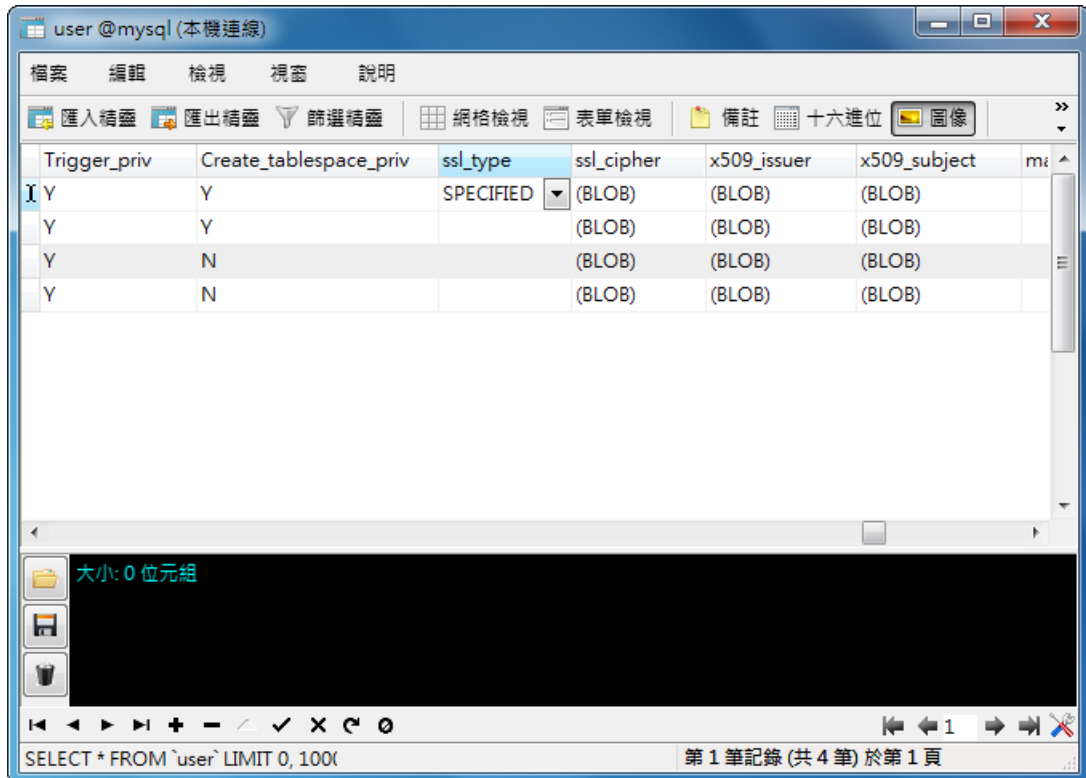 user @mysql (本機連線)
檔案 編輯 檢視 視窗 說明
匯入精靈 匯出精靈 篩選精靈 網格檢視 表單檢視 備註 十六進位 圖像
Trigger_priv Create_tablespace_priv ssl_type ssl_cipher x509_issuer x509_subject ma
Y Y SPECIFIED (BLOB) (BLOB) (BLOB)
Y Y (BLOB) (BLOB) (BLOB)
Y N (BLOB) (BLOB) (BLOB)
Y N (BLOB) (BLOB) (BLOB)
大小: 0 位元組
1
SELECT * FROM `user` LIMIT 0, 100 第 1 筆記錄 (共 4 筆) 於第 1 頁